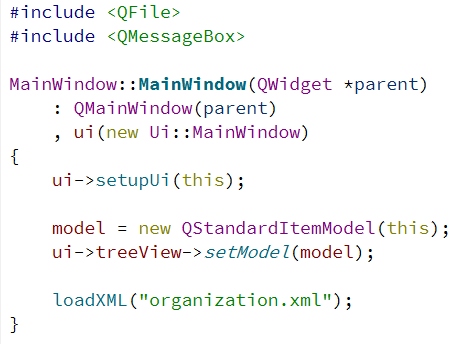 #include <QFile>
#include <QMessageBox>

MainWindow::MainWindow(QWidget *parent)
    : QMainWindow(parent)
    , ui(new Ui::MainWindow)
{
    ui->setupUi(this);

    model = new QStandardItemModel(this);
    ui->treeView->setModel(model);

    loadXML("organization.xml");
}